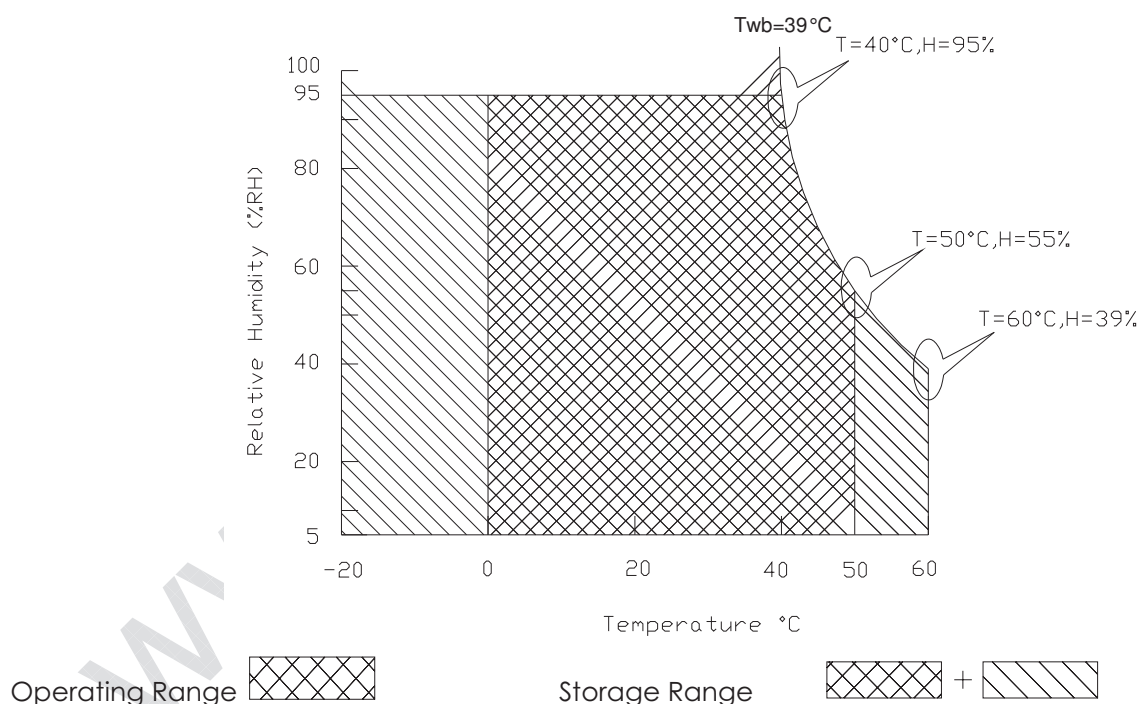 Twb=39°C
T=40°C,H=95%
100
95
80
Relative Humidity (%RH)
T=50°C,H=55%
60
T=60°C,H=39%
40
20
5
-20 0 20 40 50 60
Temperature °C
Operating Range Storage Range +